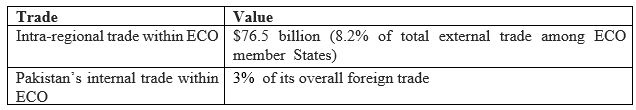 Trade Value
Intra-regional trade within ECO $76.5 billion (8.2% of total external trade among ECO
member States)
Pakistan's internal trade within 3% of its overall foreign trade
ECO